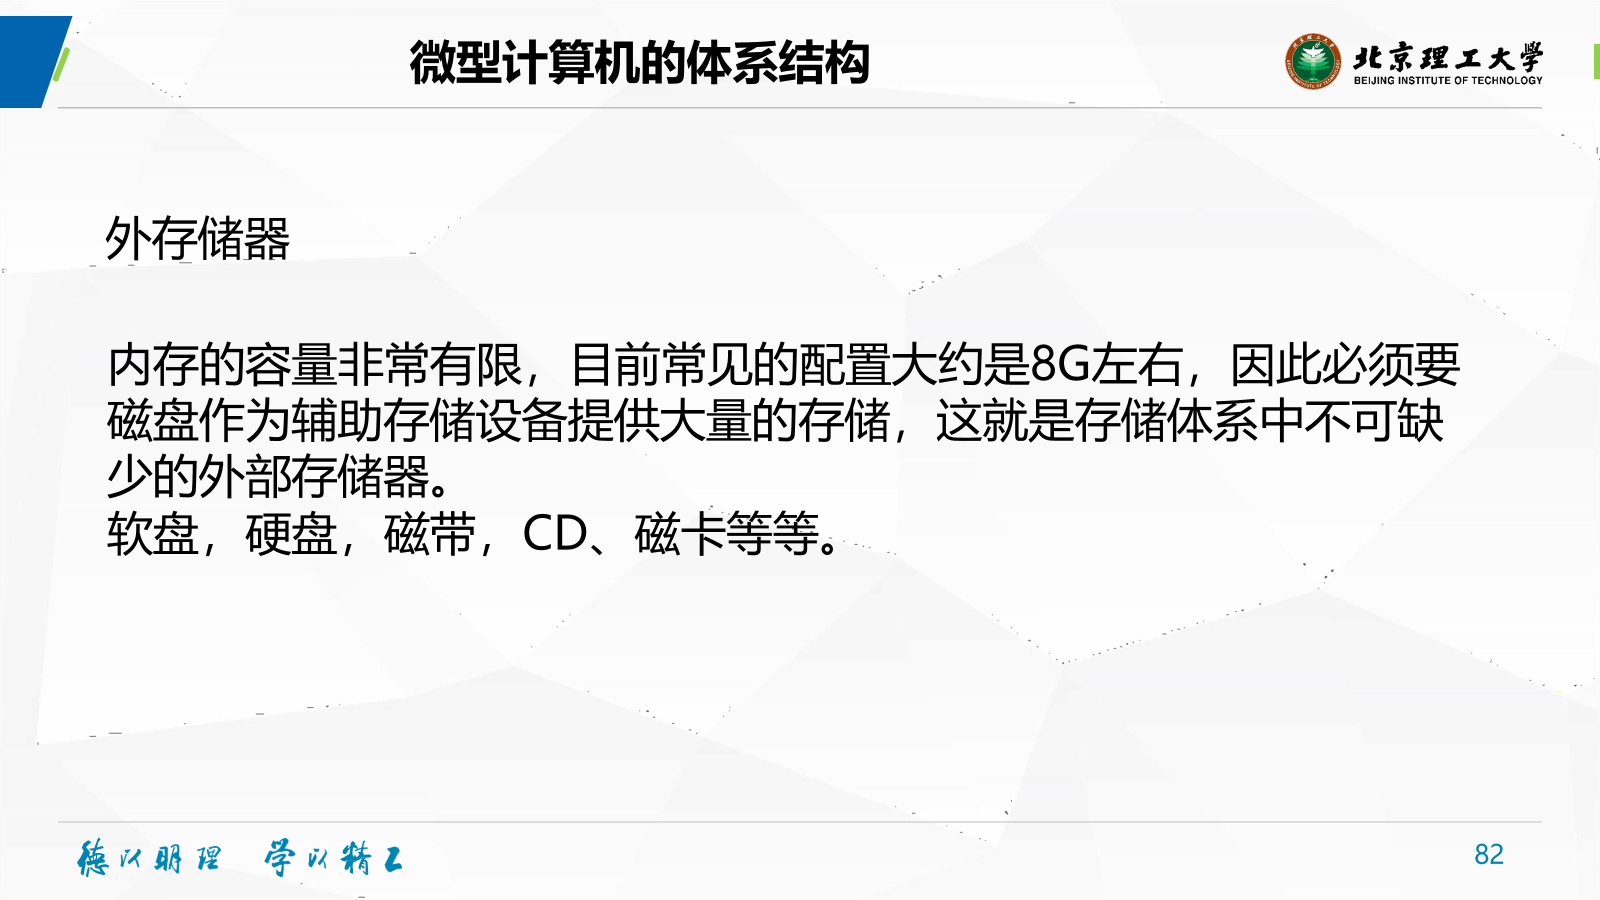 微型计算机的体系结构
北京理工大学
BEIJING INSTITUTE OF TECHNOLOGY
外存储器
内存的容量非常有限，目前常见的配置大约是8G左右，因此必须要
磁盘作为辅助存储设备提供大量的存储，这就是存储体系中不可缺
少的外部存储器。
软盘，硬盘，磁带，CD、磁卡等等。
德以明理 学以精工
82